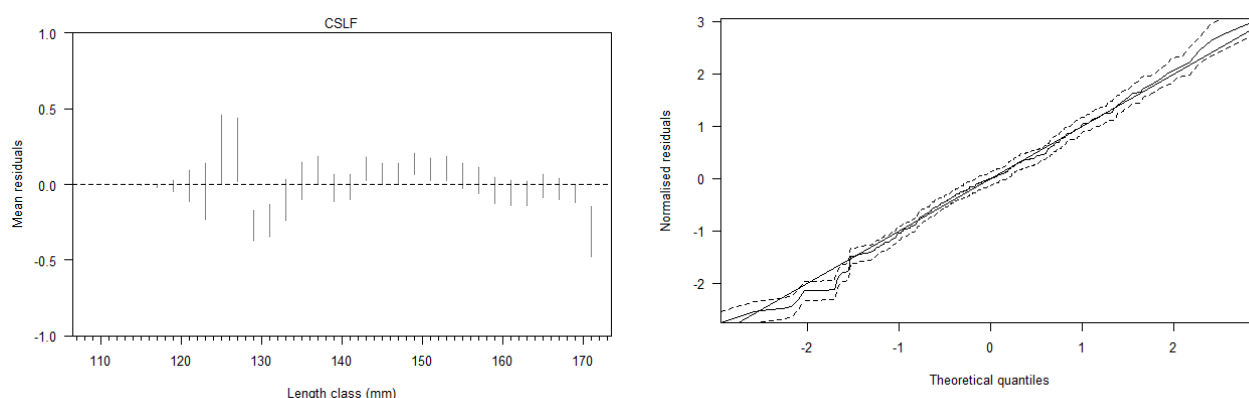 CSLF
Mean residuals
1.0
0.5
0.0
-0.5
-1.0
110 120 130 140 150 160 170
Length class (mm)
Normalised residuals
3
2
1
0
-1
-2
-2 -1 0 1 2
Theoretical quantiles